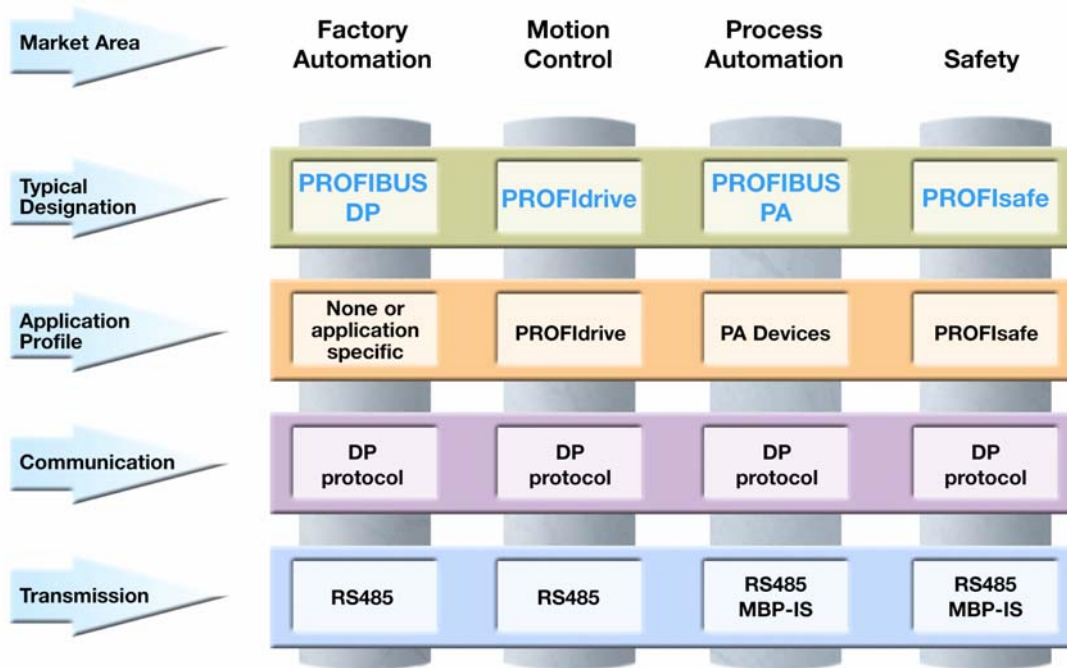 Market Area
Factory
Automation
Motion
Control
Process
Automation
Safety
Typical
Designation
PROFIBUS
DP
PROFIdrive
PROFIBUS
PA
PROFIsafe
Application
Profile
None or
application
specific
PROFIdrive
PA Devices
PROFIsafe
Communication
DP
protocol
DP
protocol
DP
protocol
DP
protocol
Transmission
RS485
RS485
RS485
MBP-IS
RS485
MBP-IS